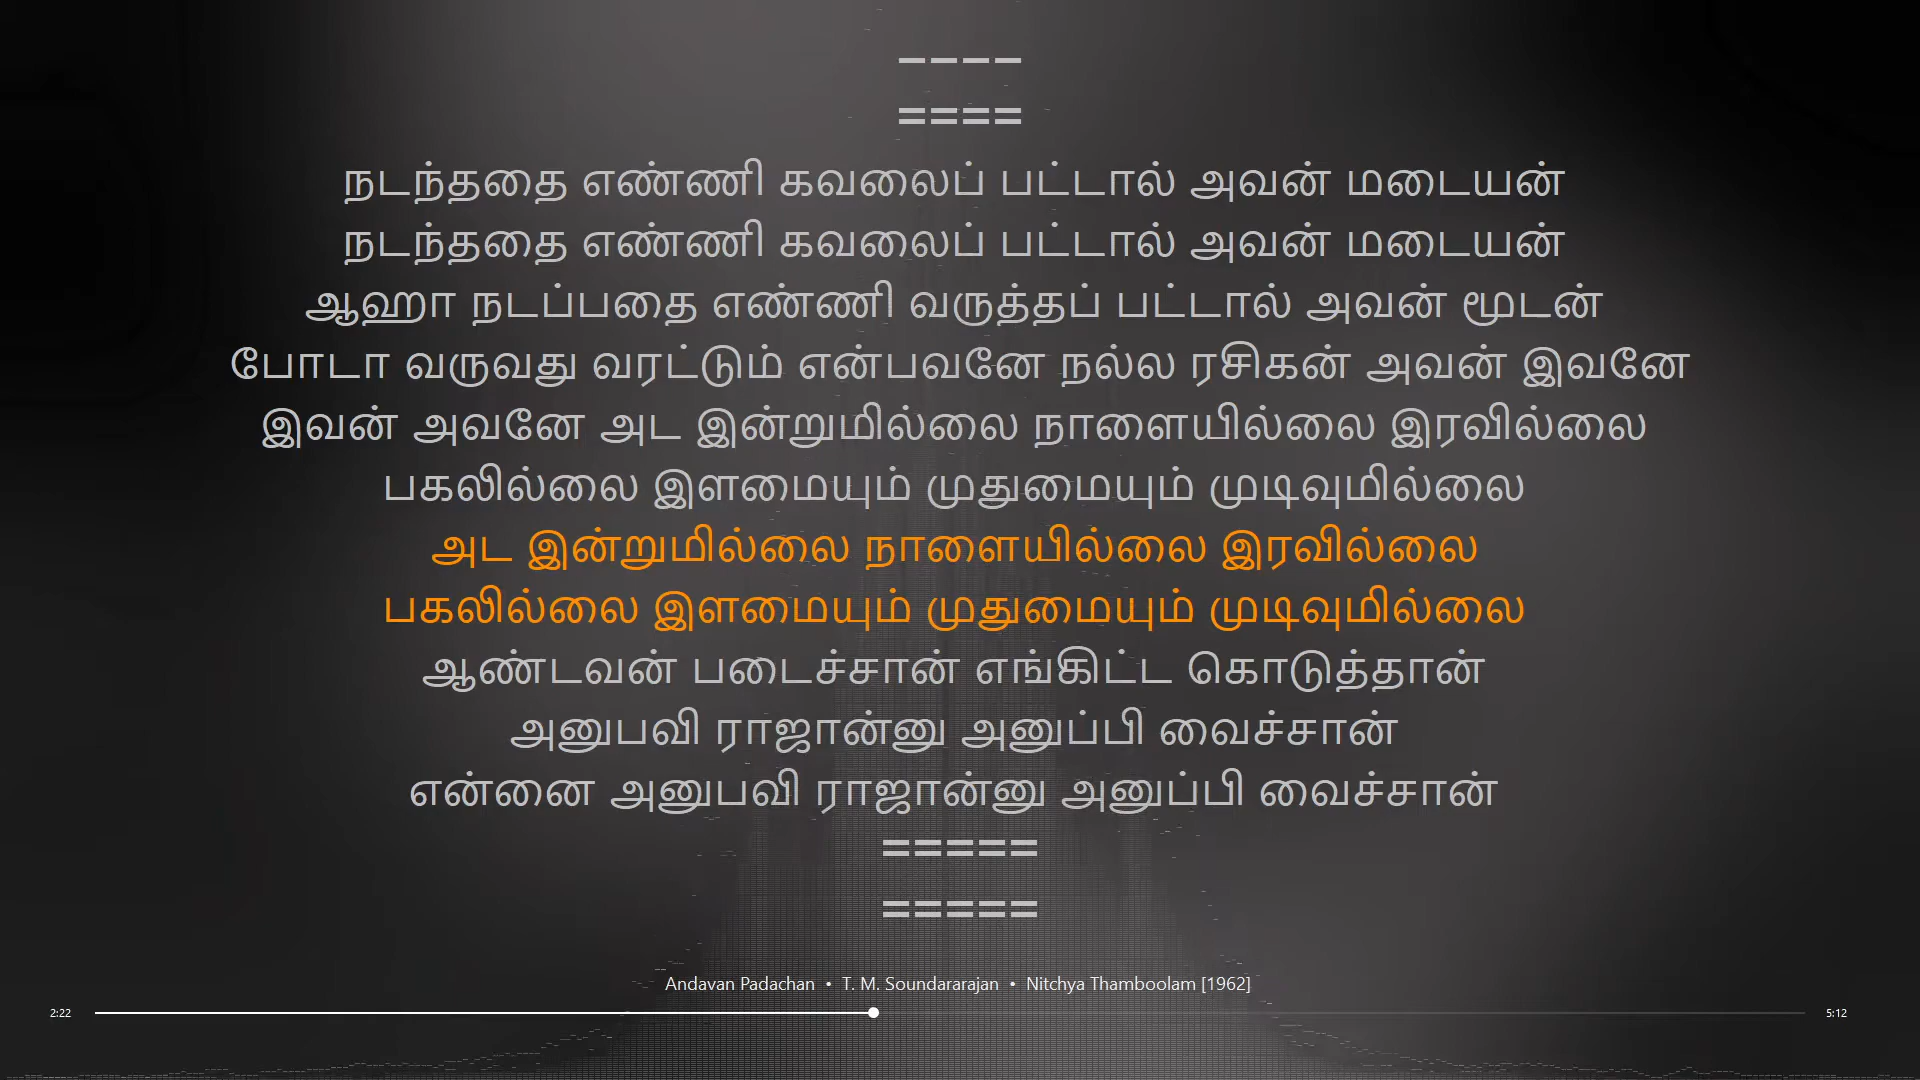 ----
====
நடந்ததை எண்ணி கவலைப் பட்டால் அவன் மடையன்
நடந்ததை எண்ணி கவலைப் பட்டால் அவன் மடையன்
ஆஹா நடப்பதை எண்ணி வருத்தப் பட்டால் அவன் மூடன்
போடா வருவது வரட்டும் என்பவனே நல்ல ரசிகன் அவன் இவனே
இவன் அவனே அட இன்றுமில்லை நாளையில்லை இரவில்லை
பகலில்லை இளமையும் முதுமையும் முடிவுமில்லை
அட இன்றுமில்லை நாளையில்லை இரவில்லை
பகலில்லை இளமையும் முதுமையும் முடிவுமில்லை
ஆண்டவன் படைச்சான் எங்கிட்ட கொடுத்தான்
அனுபவி ராஜான்னு அனுப்பி வைச்சான்
என்னை அனுபவி ராஜான்னு அனுப்பி வைச்சான்
=====
=====
Andavan Padachan • T. M. Soundararajan • Nitchya Thamboolam [1962]
2:22 5:12